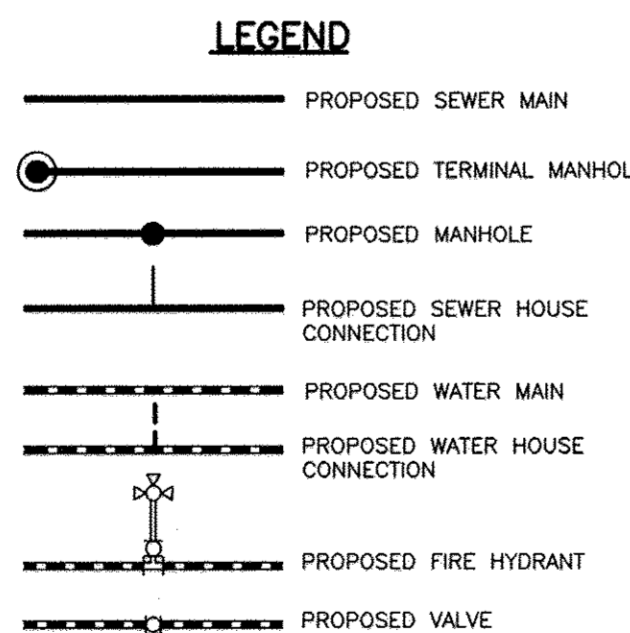 LEGEND
PROPOSED SEWER MAIN
PROPOSED TERMINAL MANHOL
PROPOSED MANHOLE
PROPOSED SEWER HOUSE
CONNECTION
PROPOSED WATER MAIN
PROPOSED WATER HOUSE
CONNECTION
PROPOSED FIRE HYDRANT
PROPOSED VALVE